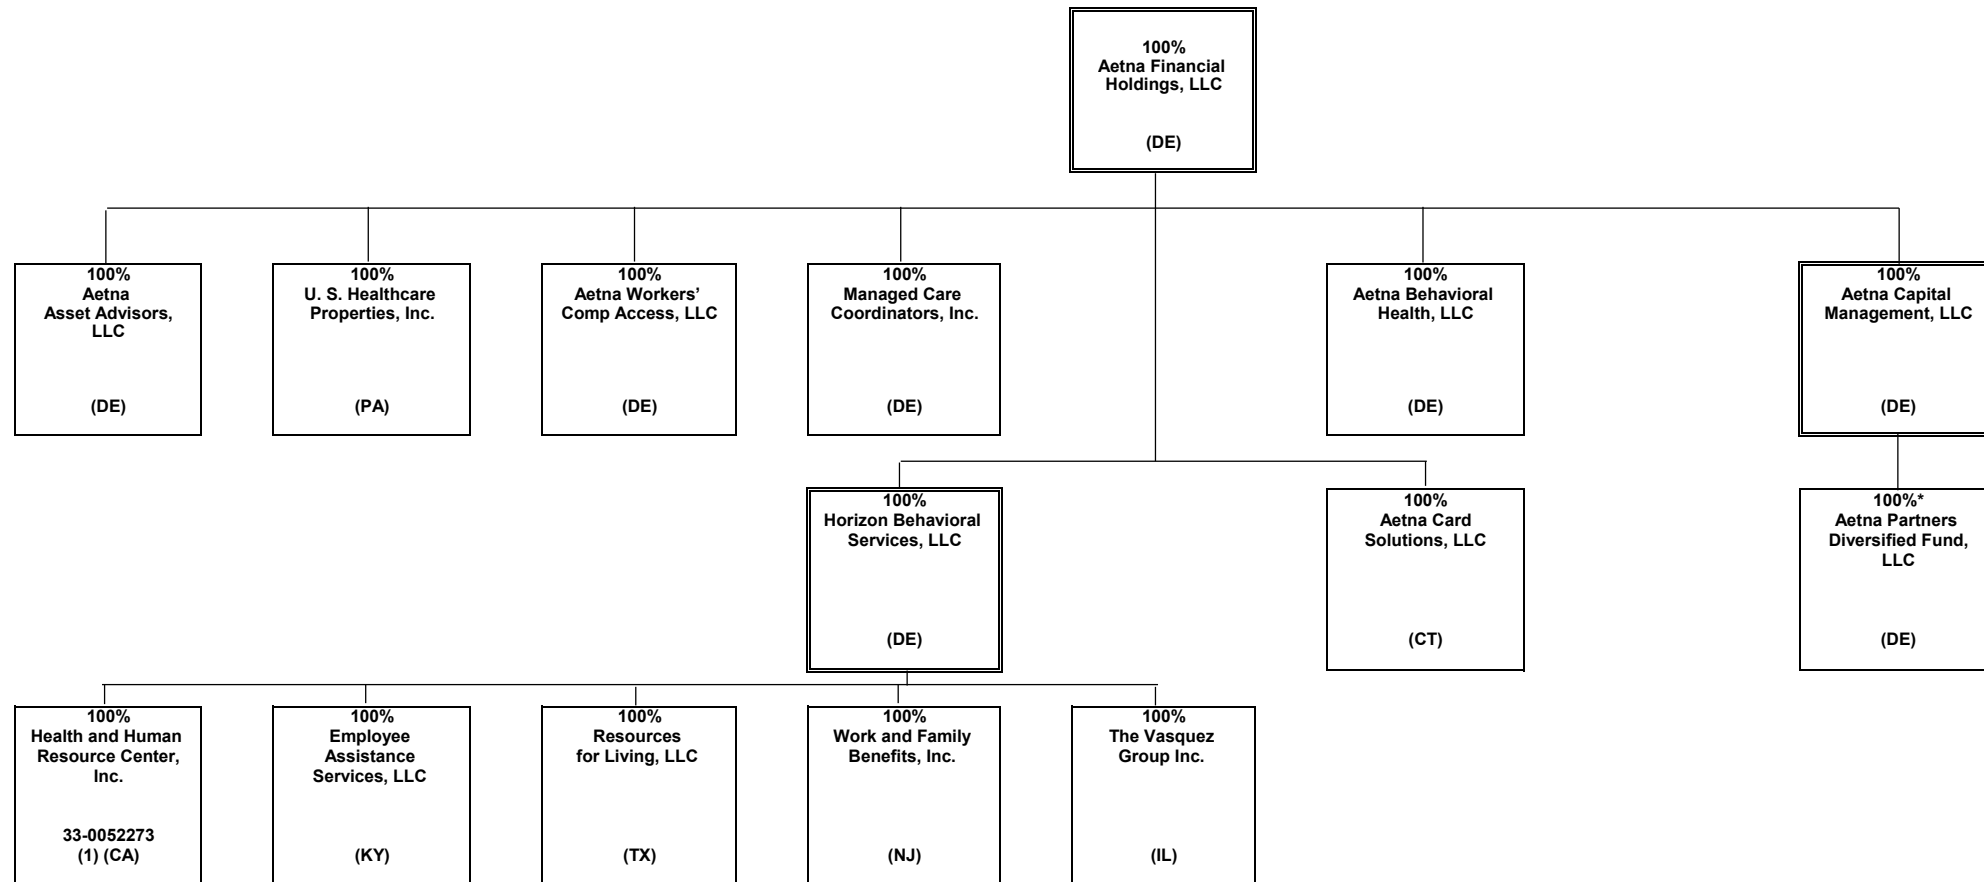 100%
Aetna Financial
Holdings, LLC
(DE)
100%
Aetna
Asset Advisors,
LLC
(DE)
100%
U. S. Healthcare
Properties, Inc.
(PA)
100%
Aetna Workers’
Comp Access, LLC
(DE)
100%
Managed Care
Coordinators, Inc.
(DE)
100%
Aetna Behavioral
Health, LLC
(DE)
100%
Aetna Capital
Management, LLC
(DE)
100%
Horizon Behavioral
Services, LLC
(DE)
100%
Aetna Card
Solutions, LLC
(CT)
100%*
Aetna Partners
Diversified Fund,
LLC
(DE)
100%
Health and Human
Resource Center,
Inc.
33-0052273
(1) (CA)
100%
Employee
Assistance
Services, LLC
(KY)
100%
Resources
for Living, LLC
(TX)
100%
Work and Family
Benefits, Inc.
(NJ)
100%
The Vasquez
Group Inc.
(IL)